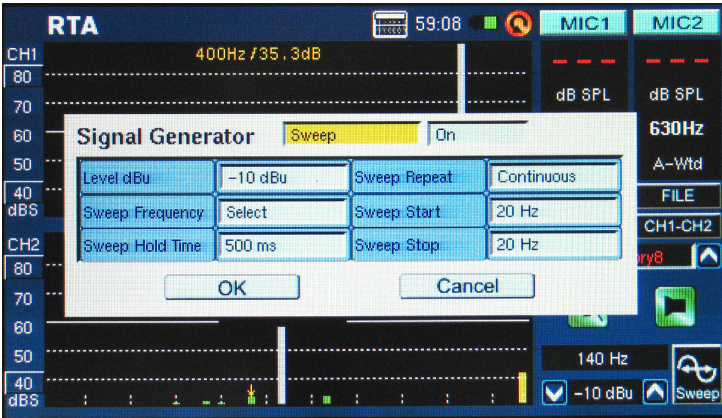 RTA 59:08 MIC1 MIC2
CH1 400Hz/35.3dB
80
70 dB SPL dB SPL
60 Signal Generator Sweep On 630Hz
50 Level dBu -10 dBu Sweep Repeat Continuous A-Wtd
40 Sweep Frequency Select Sweep Start 20 Hz FILE
dBS CH1-CH2
CH2 Sweep Hold Time 500 ms Sweep Stop 20 Hz
80 ry8
OK Cancel
70
60
50 140 Hz
40 -10 dBu Sweep
dBS